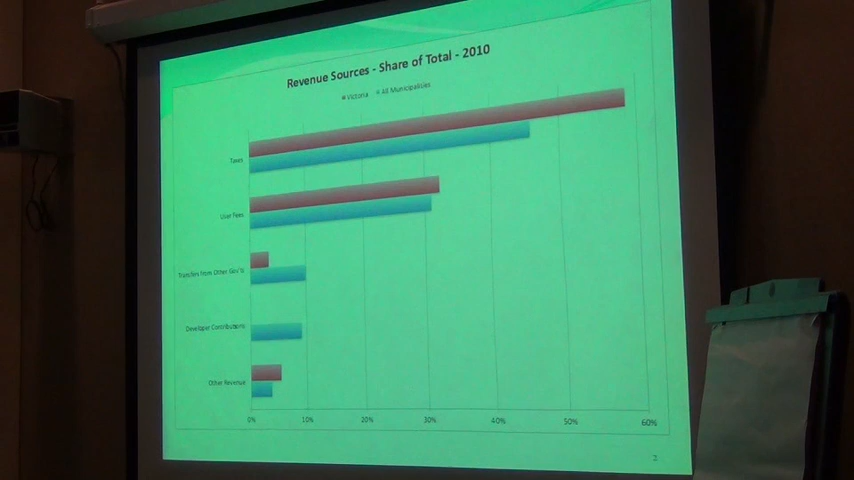 Revenue Sources - Share of Total - 2010
Victoria All Municipalities
Taxes
User Fees
Transfers from Other Gov'ts
Developer Contributions
Other Revenue
0% 10% 20% 30% 40% 50% 60%
2